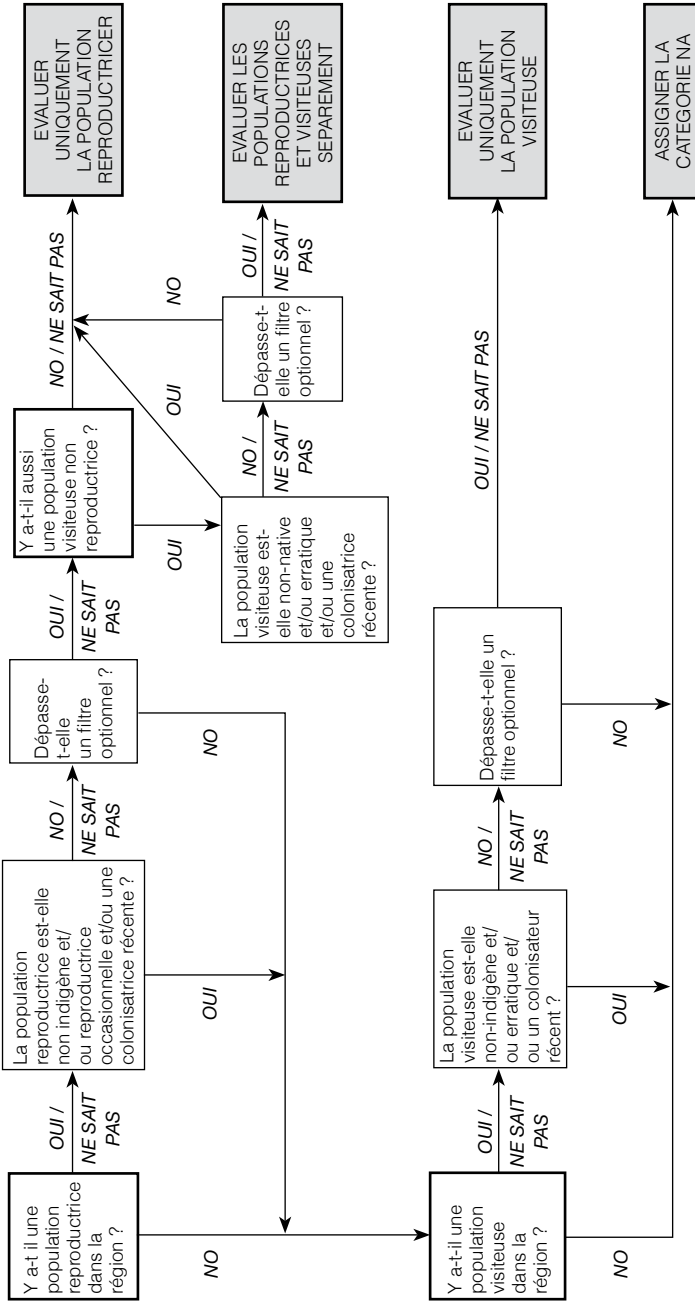 Y a-t il une
population
reproductrice
dans la
région ?
OUI /
NE SAIT
PAS
NO
La population
reproductrice est-elle
non indigène et/
ou reproductrice
occasionnelle et/ou une
colonisatrice récente ?
NO /
NE SAIT
PAS
OUI
Dépasse-
t-elle
un filtre
optionnel ?
OUI /
NE SAIT
PAS
NO
Y a-t-il aussi
une population
visiteuse non
reproductrice ?
NO / NE SAIT PAS
OUI
EVALUER
UNIQUEMENT
LA POPULATION
REPRODUCTRICER
La population
visiteuse est-
elle non-native
et/ou erratique
et/ou une
colonisatrice
récente ?
OUI
NO /
NE SAIT
PAS
Dépasse-t-
elle un filtre
optionnel ?
NO
OUI /
NE SAIT
PAS
EVALUER LES
POPULATIONS
REPRODUCTRICES
ET VISITEUSES
SEPAREMENT
Y a-t-il une
population
visiteuse
dans la
région ?
OUI /
NE SAIT
PAS
NO
La population
visiteuse est-elle
non-indigène et/
ou erratique et/
ou un colonisateur
récent ?
NO /
NE SAIT
PAS
OUI
Dépasse-t-elle un
filtre optionnel ?
OUI / NE SAIT PAS
NO
EVALUER
UNIQUEMENT
LA POPULATION
VISITEUSE
ASSIGNER LA
CATEGORIE NA